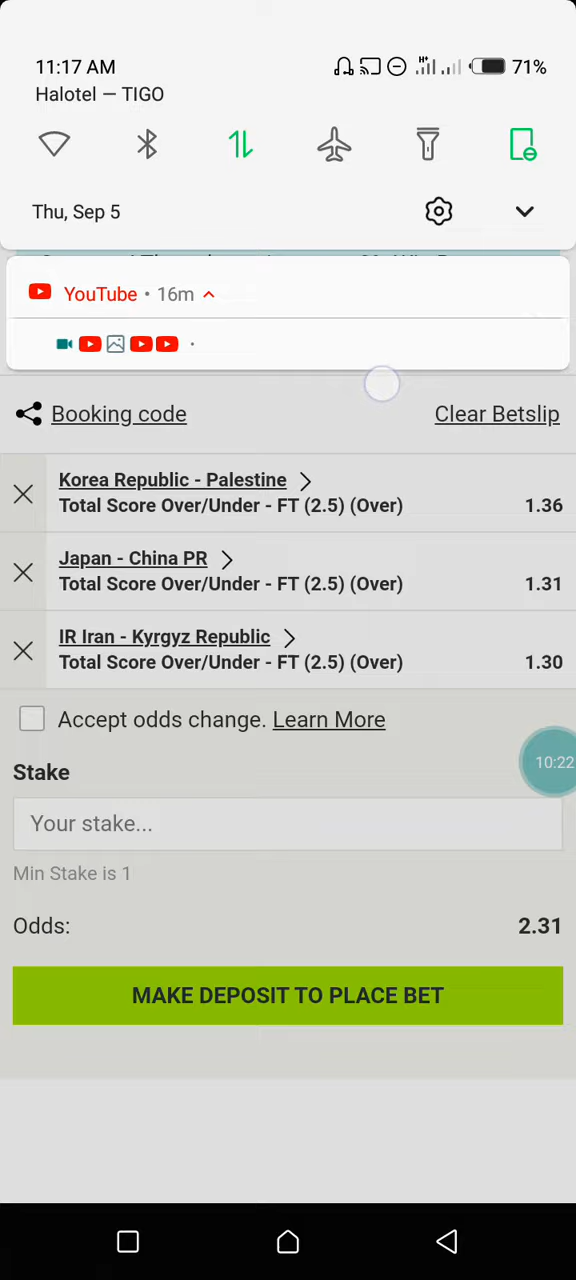 11:17 AM
H+
71%
Halotel — TIGO
Thu, Sep 5
YouTube • 16m
Booking code
Clear Betslip
Korea Republic - Palestine
Total Score Over/Under - FT (2.5) (Over)
1.36
Japan - China PR
Total Score Over/Under - FT (2.5) (Over)
1.31
IR Iran - Kyrgyz Republic
Total Score Over/Under - FT (2.5) (Over)
1.30
Accept odds change. Learn More
10:22
Stake
Your stake...
Min Stake is 1
Odds:
2.31
MAKE DEPOSIT TO PLACE BET